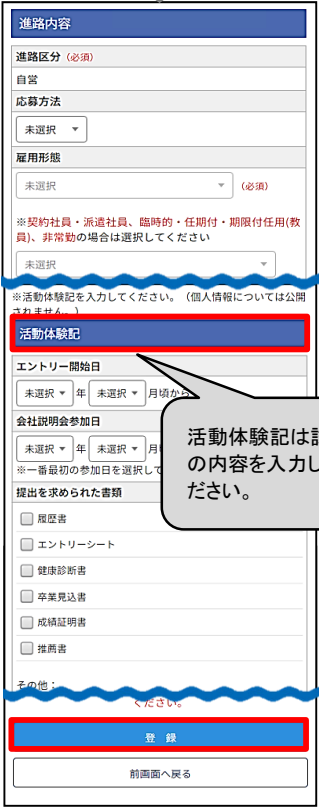 進路内容
進路区分（必須）
自営
応募方法
未選択
雇用形態
未選択 （必須）
※契約社員・派遣社員、臨時的・任期付・期限付任用(教
員)、非常勤の場合は選択してください
未選択
※活動体験記を入力してください。（個人情報については公開
されません。）
活動体験記
エントリー開始日
未選択 年 未選択 月頃から
会社説明会参加日
未選択 年 未選択 月
※一番最初の参加日を選択して
活動体験記は
の内容を入力し
ださい。
提出を求められた書類
履歴書
エントリーシート
健康診断書
卒業見込書
成績証明書
推薦書
その他：
ください。
登 録
前画面へ戻る